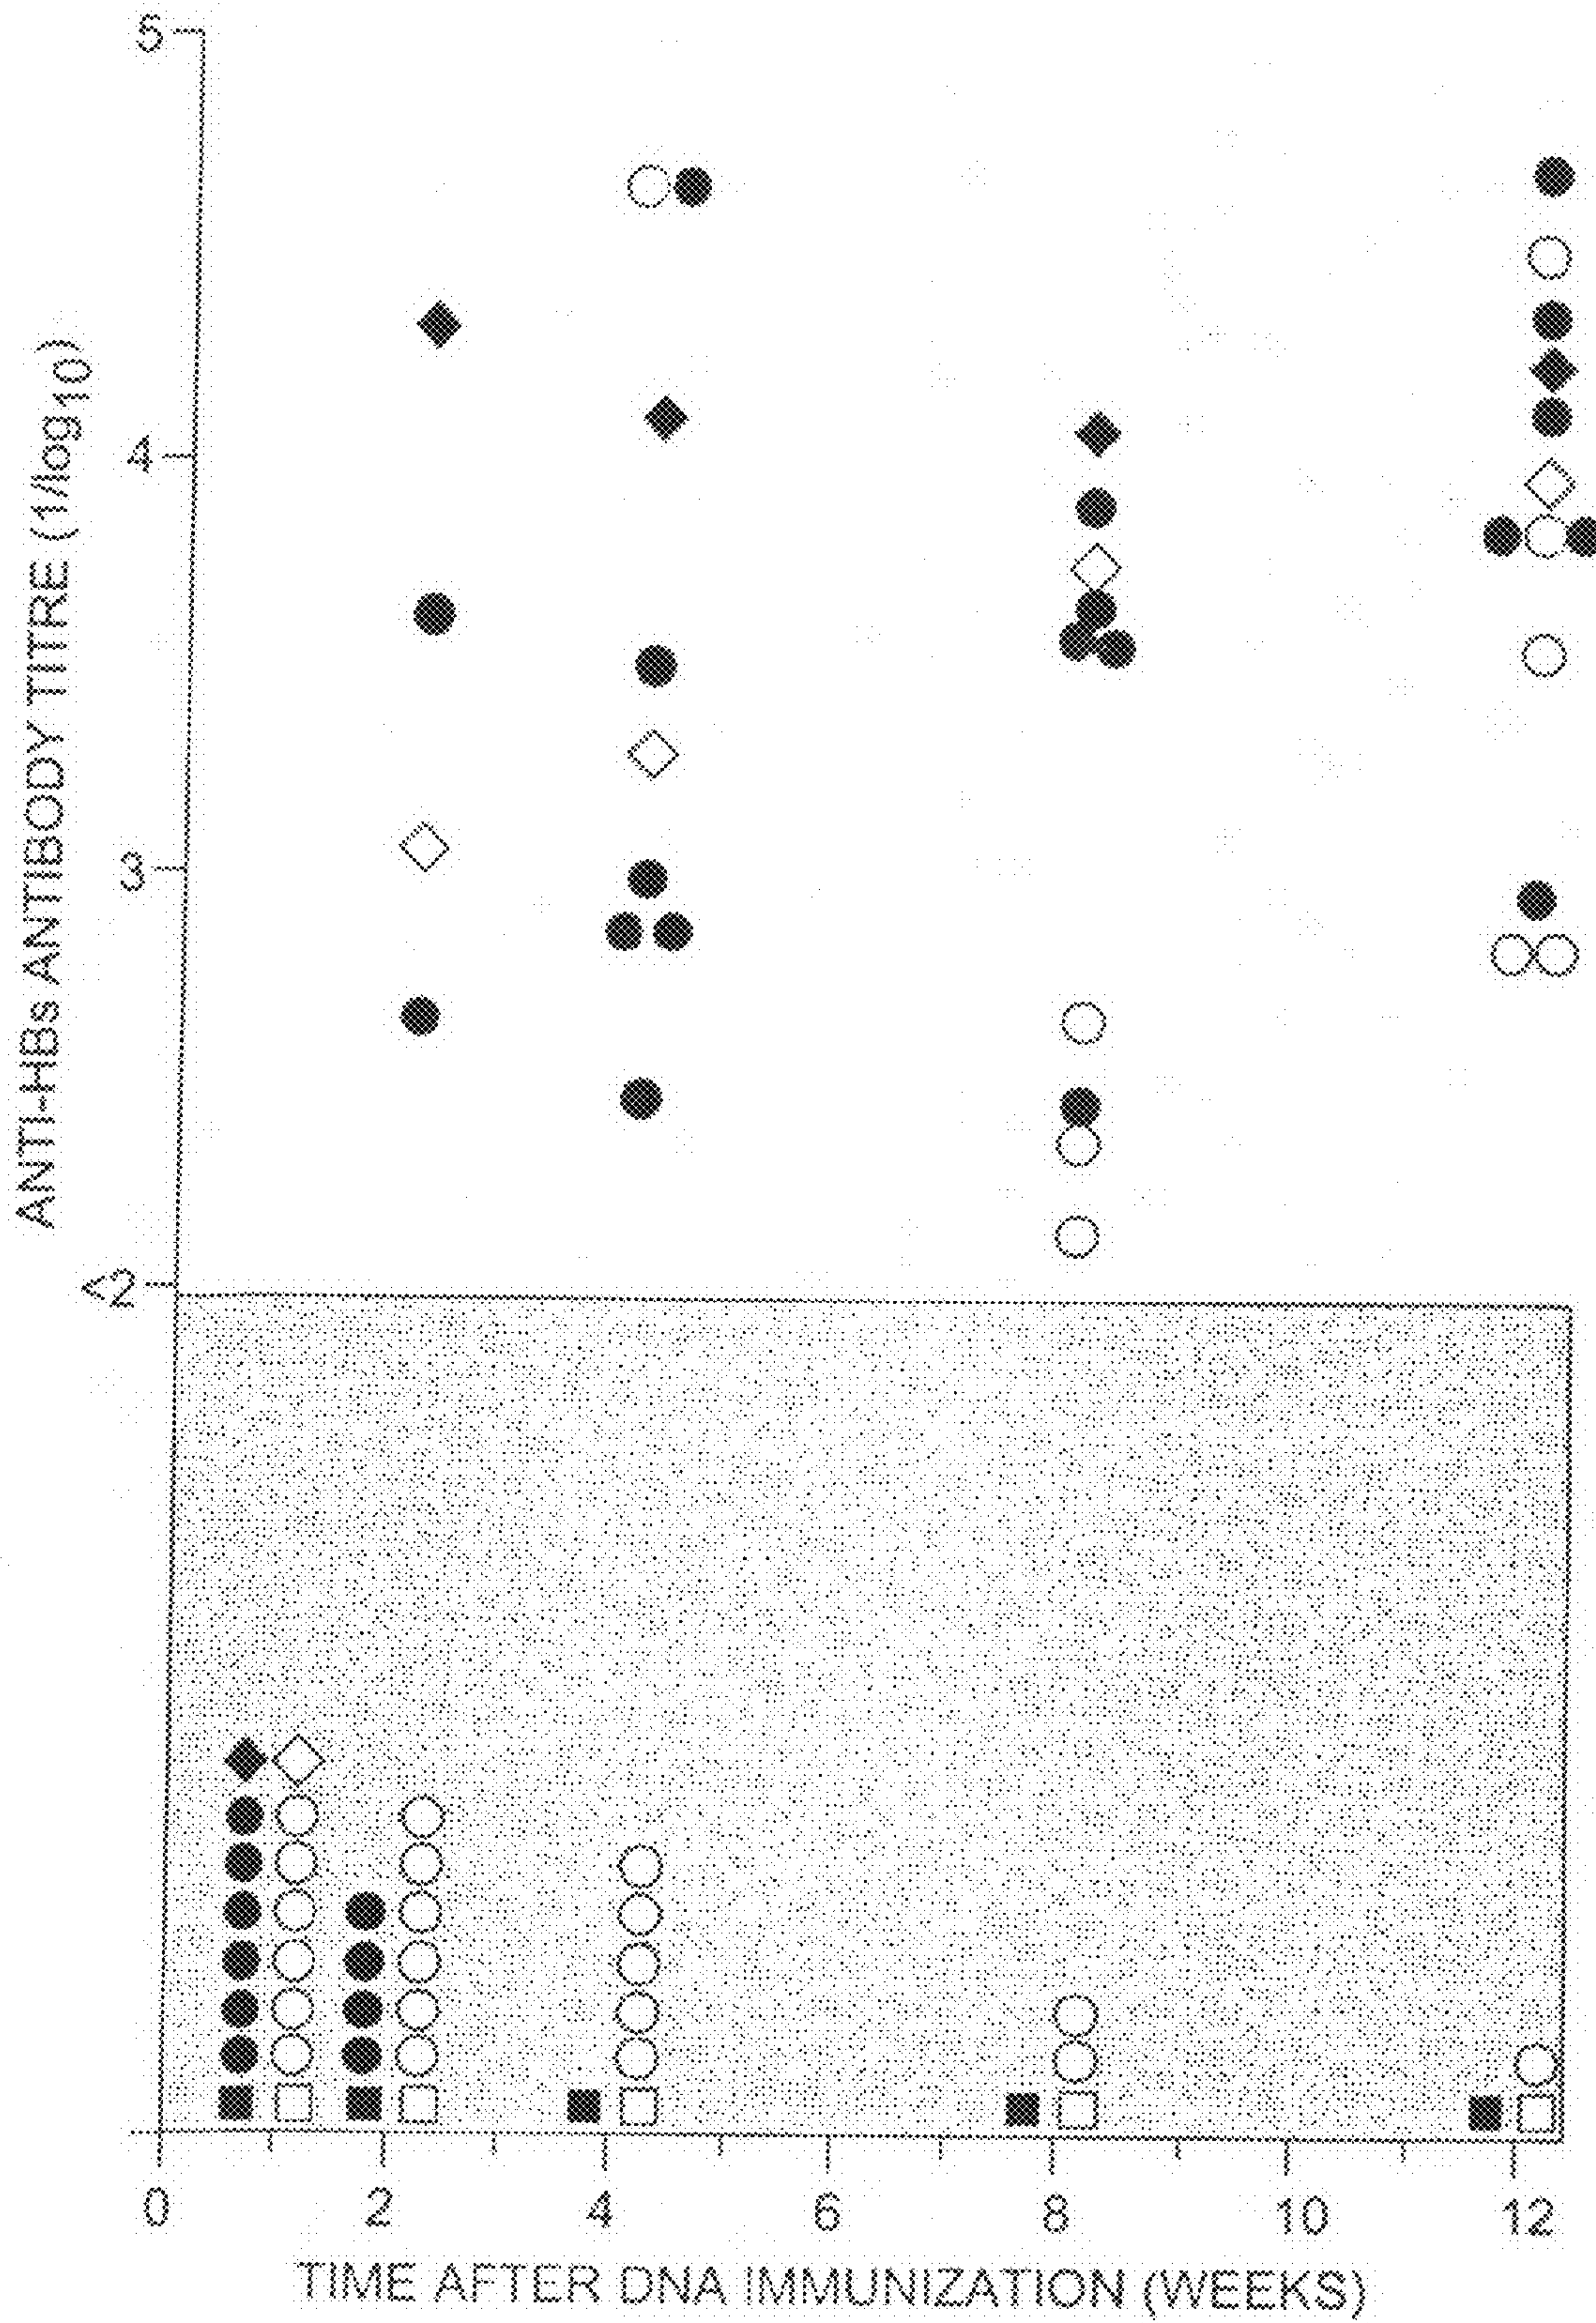 5
4
3
<2
ANTI-HBs ANTIBODY TITRE (1/log10)
0 2 4 6 8 10 12
TIME AFTER DNA IMMUNIZATION (WEEKS)